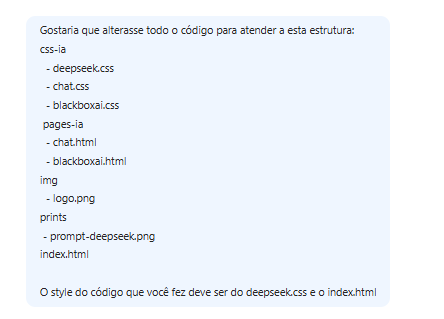 Gostaria que alterasse todo o código para atender a esta estrutura:
css-ia
- deepseek.css
- chat.css
- blackboxai.css
pages-ia
- chat.html
- blackboxai.html
img
- logo.png
prints
- prompt-deepseek.png
index.html
O style do código que você fez deve ser do deepseek.css e o index.html